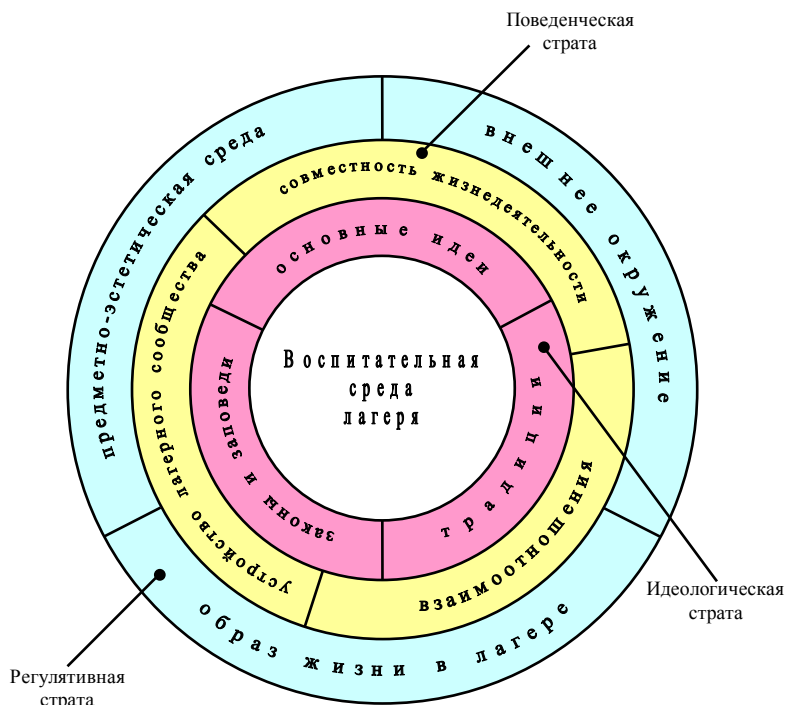 Поведенческая
страта
внешнее окружение
предметно-эстетическая среда
образ жизни в лагере
совместность жизнедеятельности
устройство лагерного сообщества
взаимоотношения
основные идеи
законы и заповеди
традиции
Воспитательная
среда
лагеря
Идеологическая
страта
Регулятивная
страта